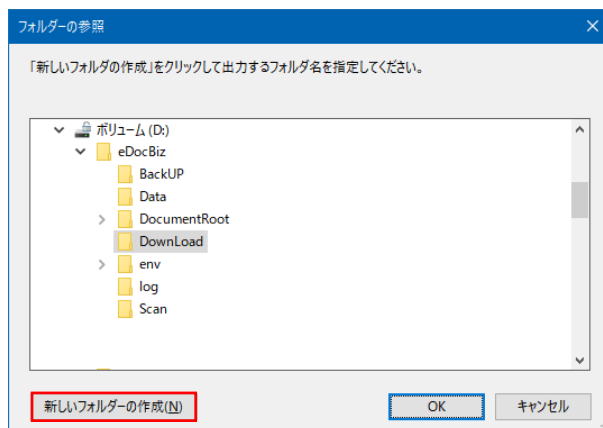 フォルダーの参照
「新しいフォルダの作成」をクリックして出力するフォルダ名を指定してください。
ボリューム (D:)
eDocBiz
BackUP
Data
DocumentRoot
DownLoad
env
log
Scan
新しいフォルダーの作成(N)
OK
キャンセル